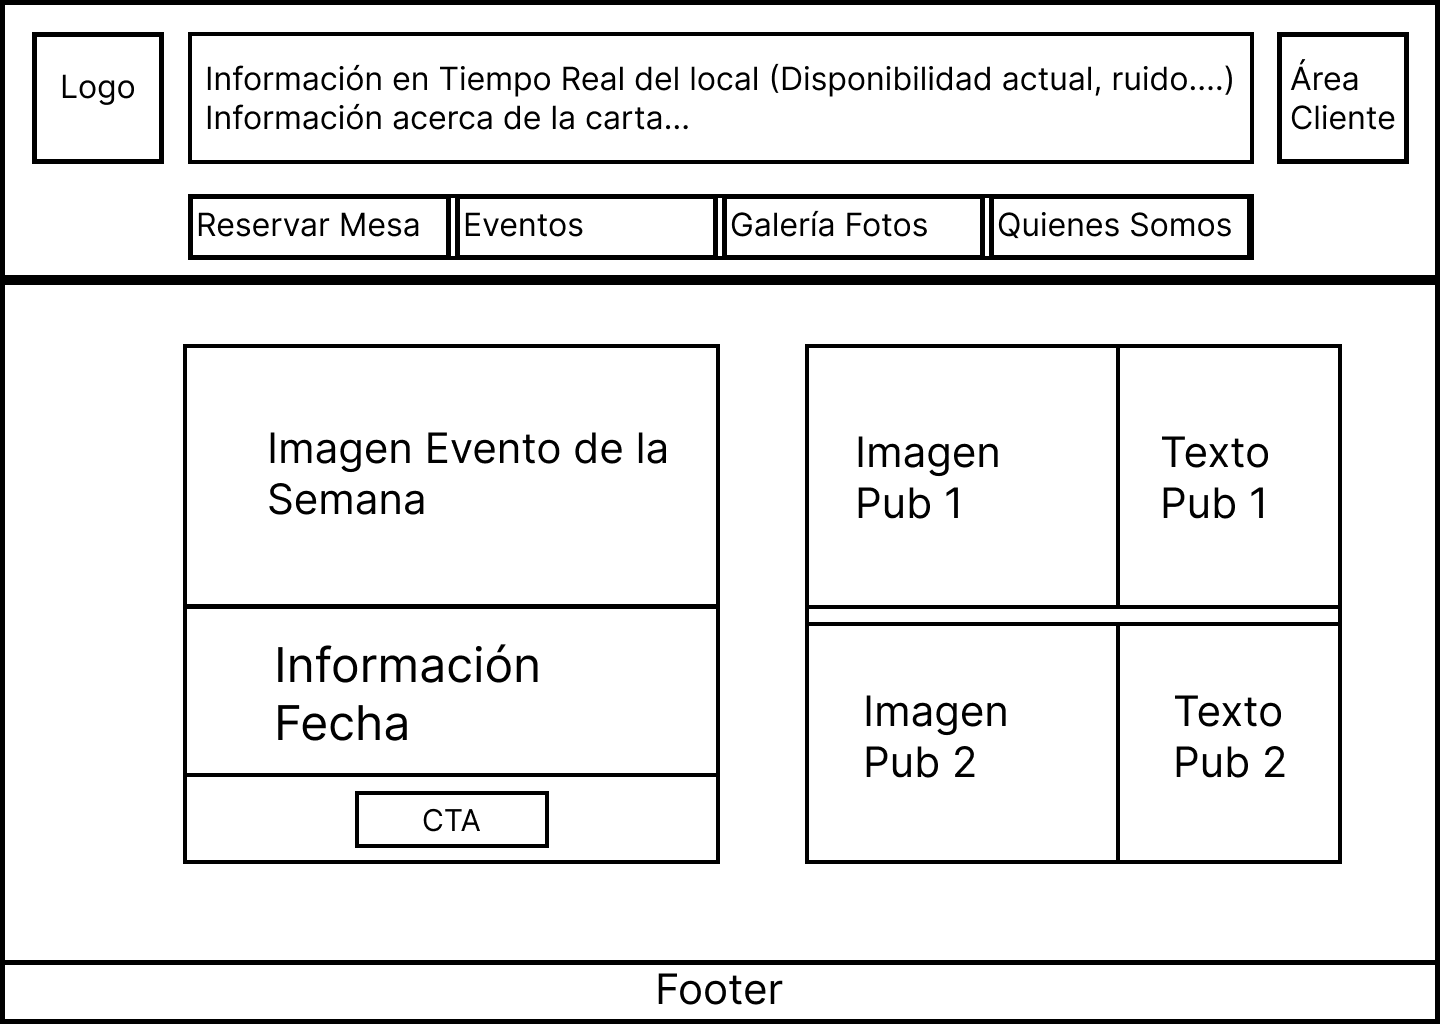 Logo
Información en Tiempo Real del local (Disponibilidad actual, ruido....)
Información acerca de la carta...
Área
Cliente
Reservar Mesa
Eventos
Galería Fotos
Quienes Somos
Imagen Evento de la
Semana
Información
Fecha
CTA
Imagen
Pub 1
Texto
Pub 1
Imagen
Pub 2
Texto
Pub 2
Footer